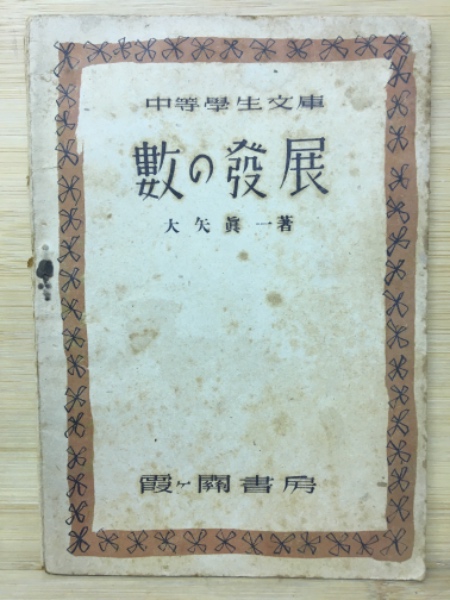 中等學生文庫
數の發展
大矢眞一著
霞ヶ關書房